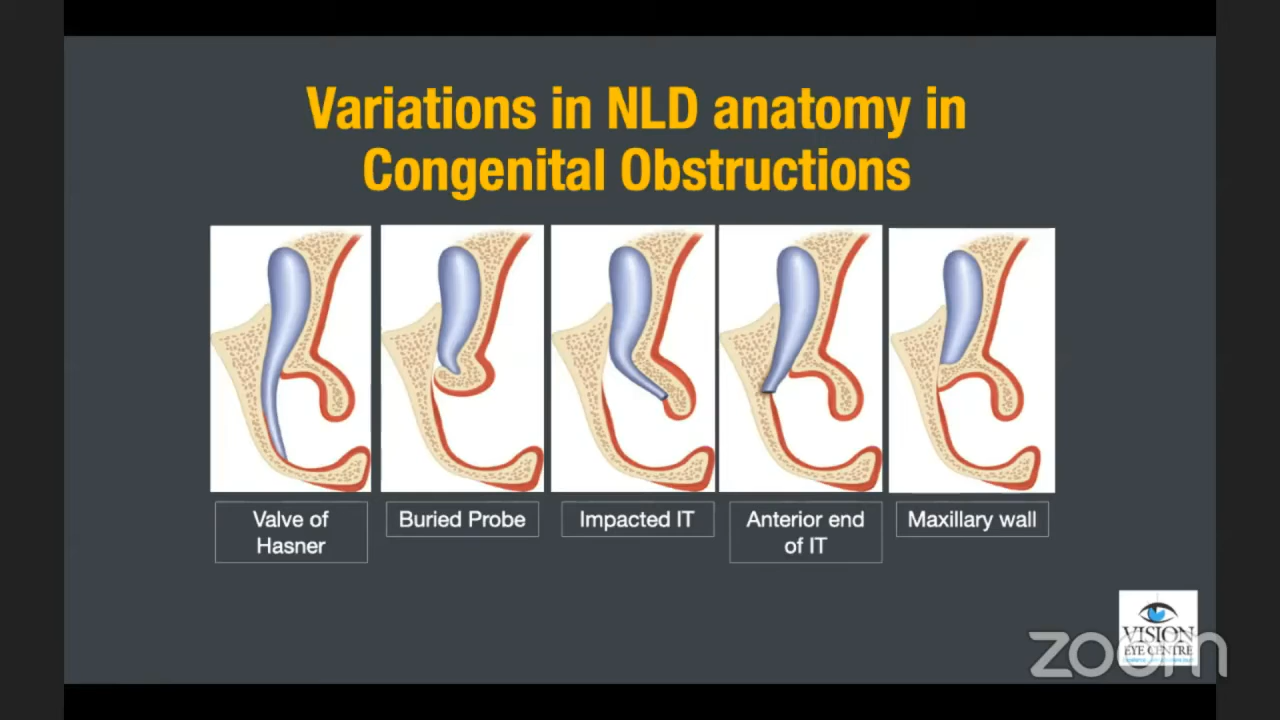 Variations in NLD anatomy in
Congenital Obstructions
Valve of
Hasner
Buried Probe
Impacted IT
Anterior end
of IT
Maxillary wall
VISION
EYE CENTRE
zoom